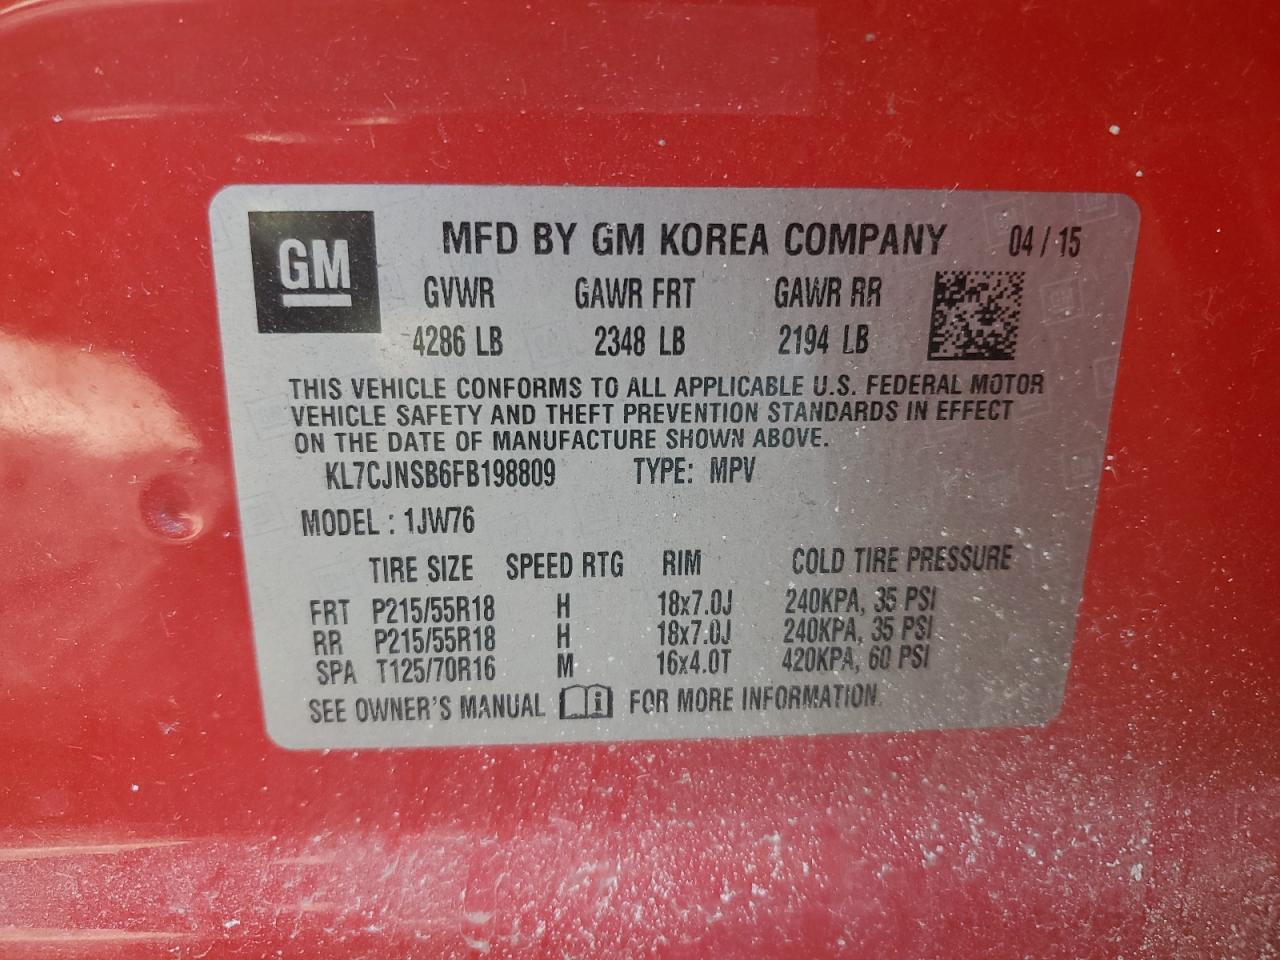 GM
MFD BY GM KOREA COMPANY 04 / 15
GVWR GAWR FRT GAWR RR
4286 LB 2348 LB 2194 LB
THIS VEHICLE CONFORMS TO ALL APPLICABLE U.S. FEDERAL MOTOR
VEHICLE SAFETY AND THEFT PREVENTION STANDARDS IN EFFECT
ON THE DATE OF MANUFACTURE SHOWN ABOVE.
KL7CJNSB6FB198809 TYPE: MPV
MODEL : 1JW76
TIRE SIZE SPEED RTG RIM COLD TIRE PRESSURE
FRT P215/55R18 H 18x7.0J 240KPA, 35 PSI
RR P215/55R18 H 18x7.0J 240KPA, 35 PSI
SPA T125/70R16 M 16x4.0T 420KPA, 60 PSI
SEE OWNER'S MANUAL i FOR MORE INFORMATION.